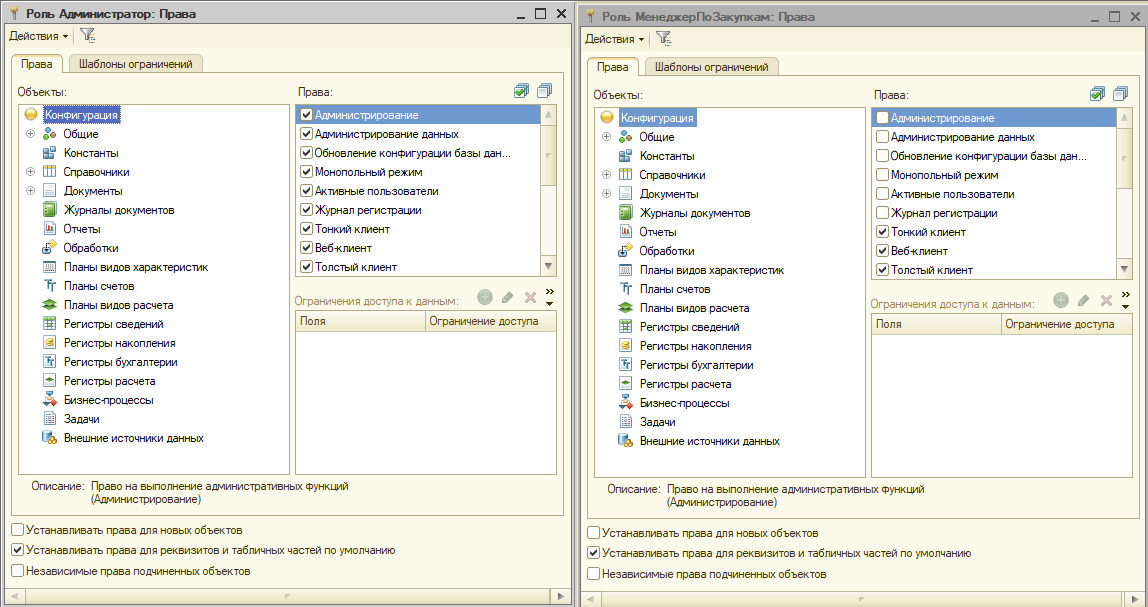 Роль Администратор: Права
Действия
Права
Шаблоны ограничений
Объекты:
Конфигурация
Общие
Константы
Справочники
Документы
Журналы документов
Отчеты
Обработки
Планы видов характеристик
Планы счетов
Планы видов расчета
Регистры сведений
Регистры накопления
Регистры бухгалтерии
Регистры расчета
Бизнес-процессы
Задачи
Внешние источники данных
Права:
Администрирование
Администрирование данных
Обновление конфигурации базы дан...
Монопольный режим
Активные пользователи
Журнал регистрации
Тонкий клиент
Веб-клиент
Толстый клиент
Ограничения доступа к данным:
Поля
Ограничение доступа
Описание: Право на выполнение административных функций
(Администрирование)
Устанавливать права для новых объектов
Устанавливать права для реквизитов и табличных частей по умолчанию
Независимые права подчиненных объектов
Роль МенеджерПоЗакупкам: Права
Действия
Права
Шаблоны ограничений
Объекты:
Конфигурация
Общие
Константы
Справочники
Документы
Журналы документов
Отчеты
Обработки
Планы видов характеристик
Планы счетов
Планы видов расчета
Регистры сведений
Регистры накопления
Регистры бухгалтерии
Регистры расчета
Бизнес-процессы
Задачи
Внешние источники данных
Права:
Администрирование
Администрирование данных
Обновление конфигурации базы дан...
Монопольный режим
Активные пользователи
Журнал регистрации
Тонкий клиент
Веб-клиент
Толстый клиент
Ограничения доступа к данным:
Поля
Ограничение доступа
Описание: Право на выполнение административных функций
(Администрирование)
Устанавливать права для новых объектов
Устанавливать права для реквизитов и табличных частей по умолчанию
Независимые права подчиненных объектов